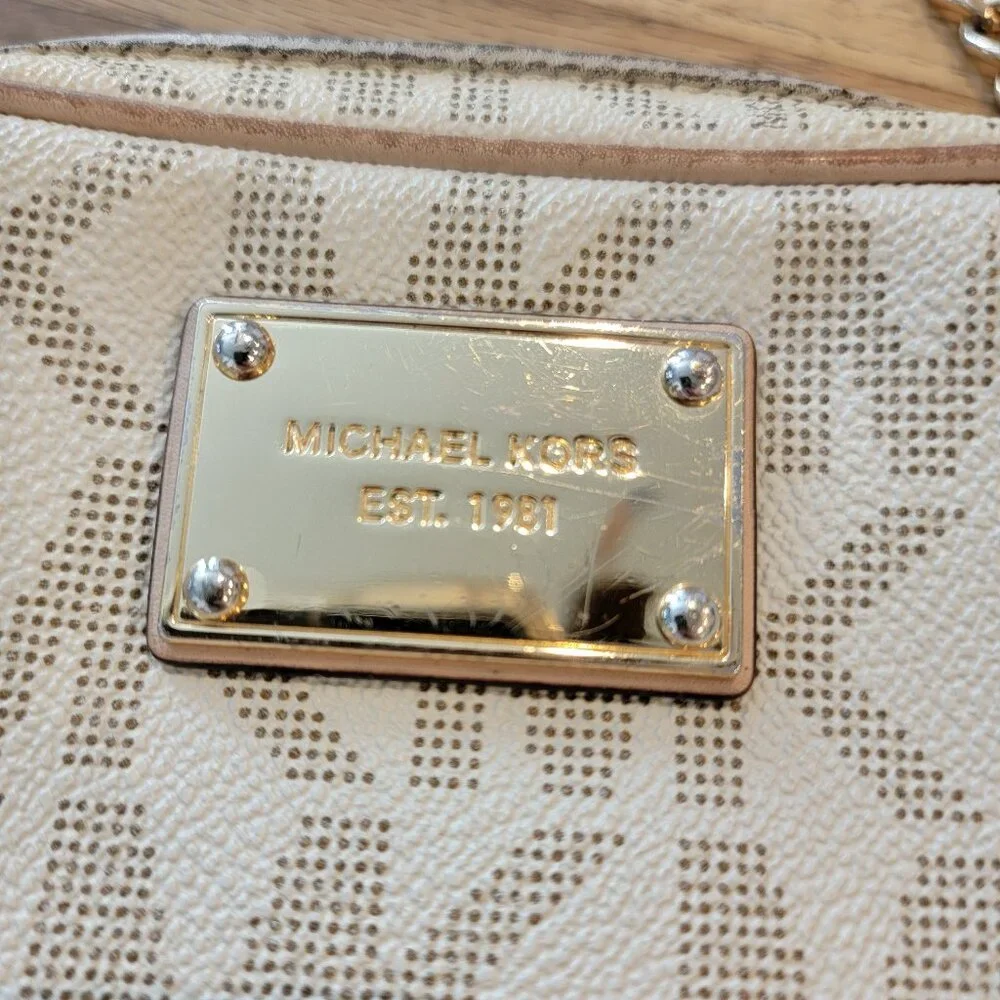 MICHAEL KORS
EST. 1981